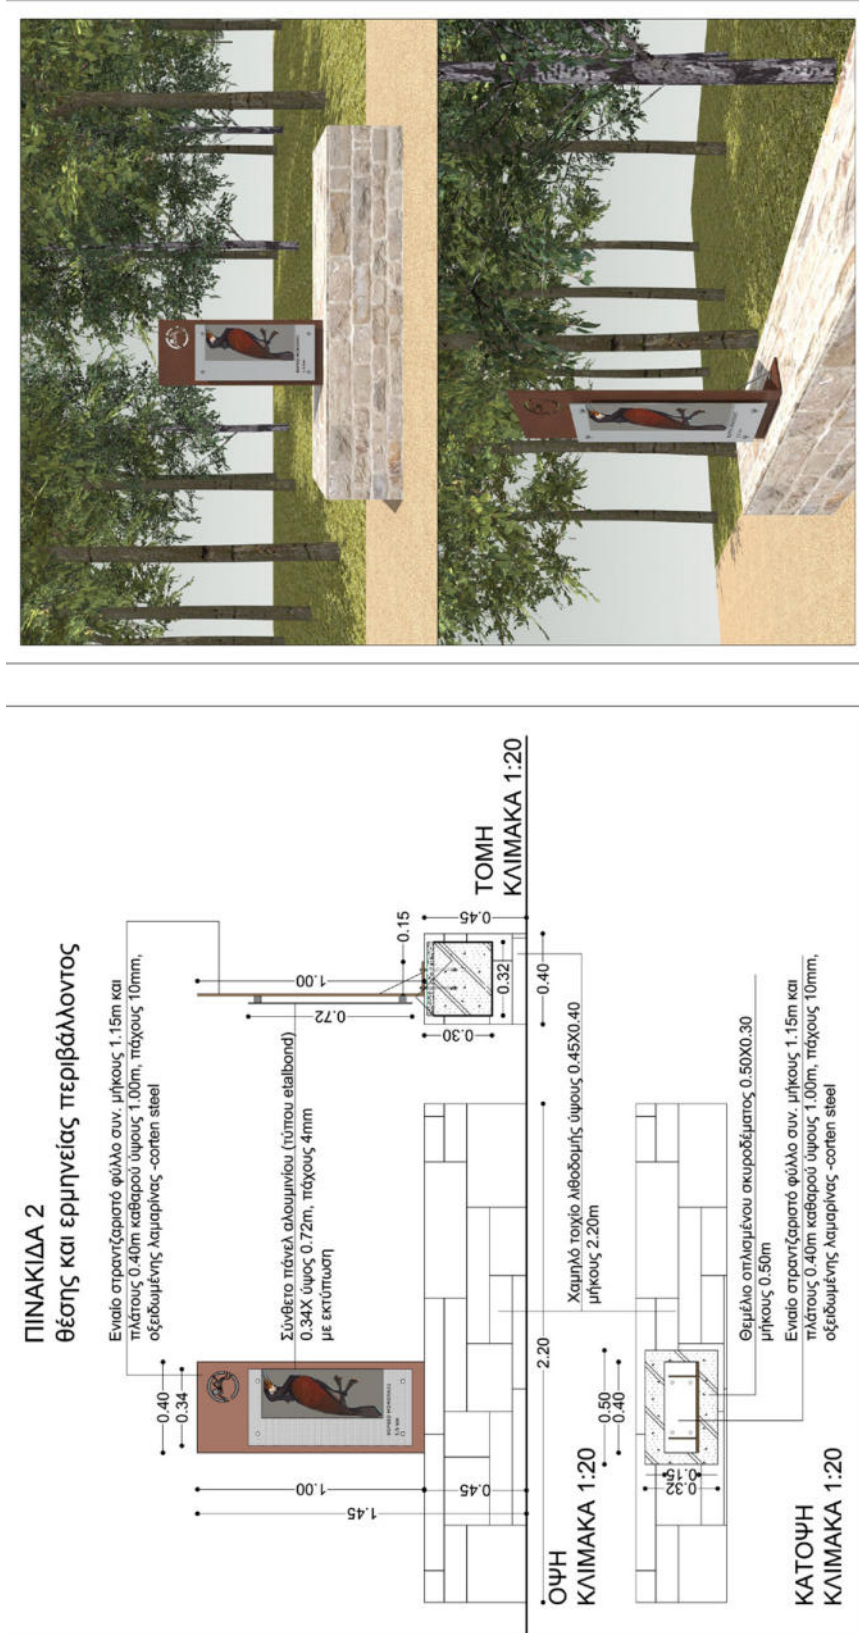 ΠΙΝΑΚΙΔΑ 2
θέσης και ερμηνείας περιβάλλοντος
Ενιαίο στραντζαριστό φύλλο συν. μήκους 1.15m και
πλάτους 0.40m καθαρού ύψους 1.00m, πάχους 10mm,
οξειδωμένης λαμαρίνας -corten steel
0.40
0.34
1.00
1.45
0.45
Σύνθετο πάνελ αλουμινίου (τύπου etalbond)
0.34X ύψος 0.72m, πάχους 4mm
με εκτύπωση
1.00
0.72
0.15
0.45
0.30
0.32
0.40
ΤΟΜΗ
ΚΛΙΜΑΚΑ 1:20
2.20
ΟΨΗ
ΚΛΙΜΑΚΑ 1:20
Χαμηλό τοιχίο λιθοδομής ύψους 0.45X0.40
μήκους 2.20m
0.50
0.40
0.15
0.32
Θεμέλιο οπλισμένου σκυροδέματος 0.50X0.30
μήκους 0.50m
Ενιαίο στραντζαριστό φύλλο συν. μήκους 1.15m και
πλάτους 0.40m καθαρού ύψους 1.00m, πάχους 10mm,
οξειδωμένης λαμαρίνας -corten steel
ΚΑΤΟΨΗ
ΚΛΙΜΑΚΑ 1:20